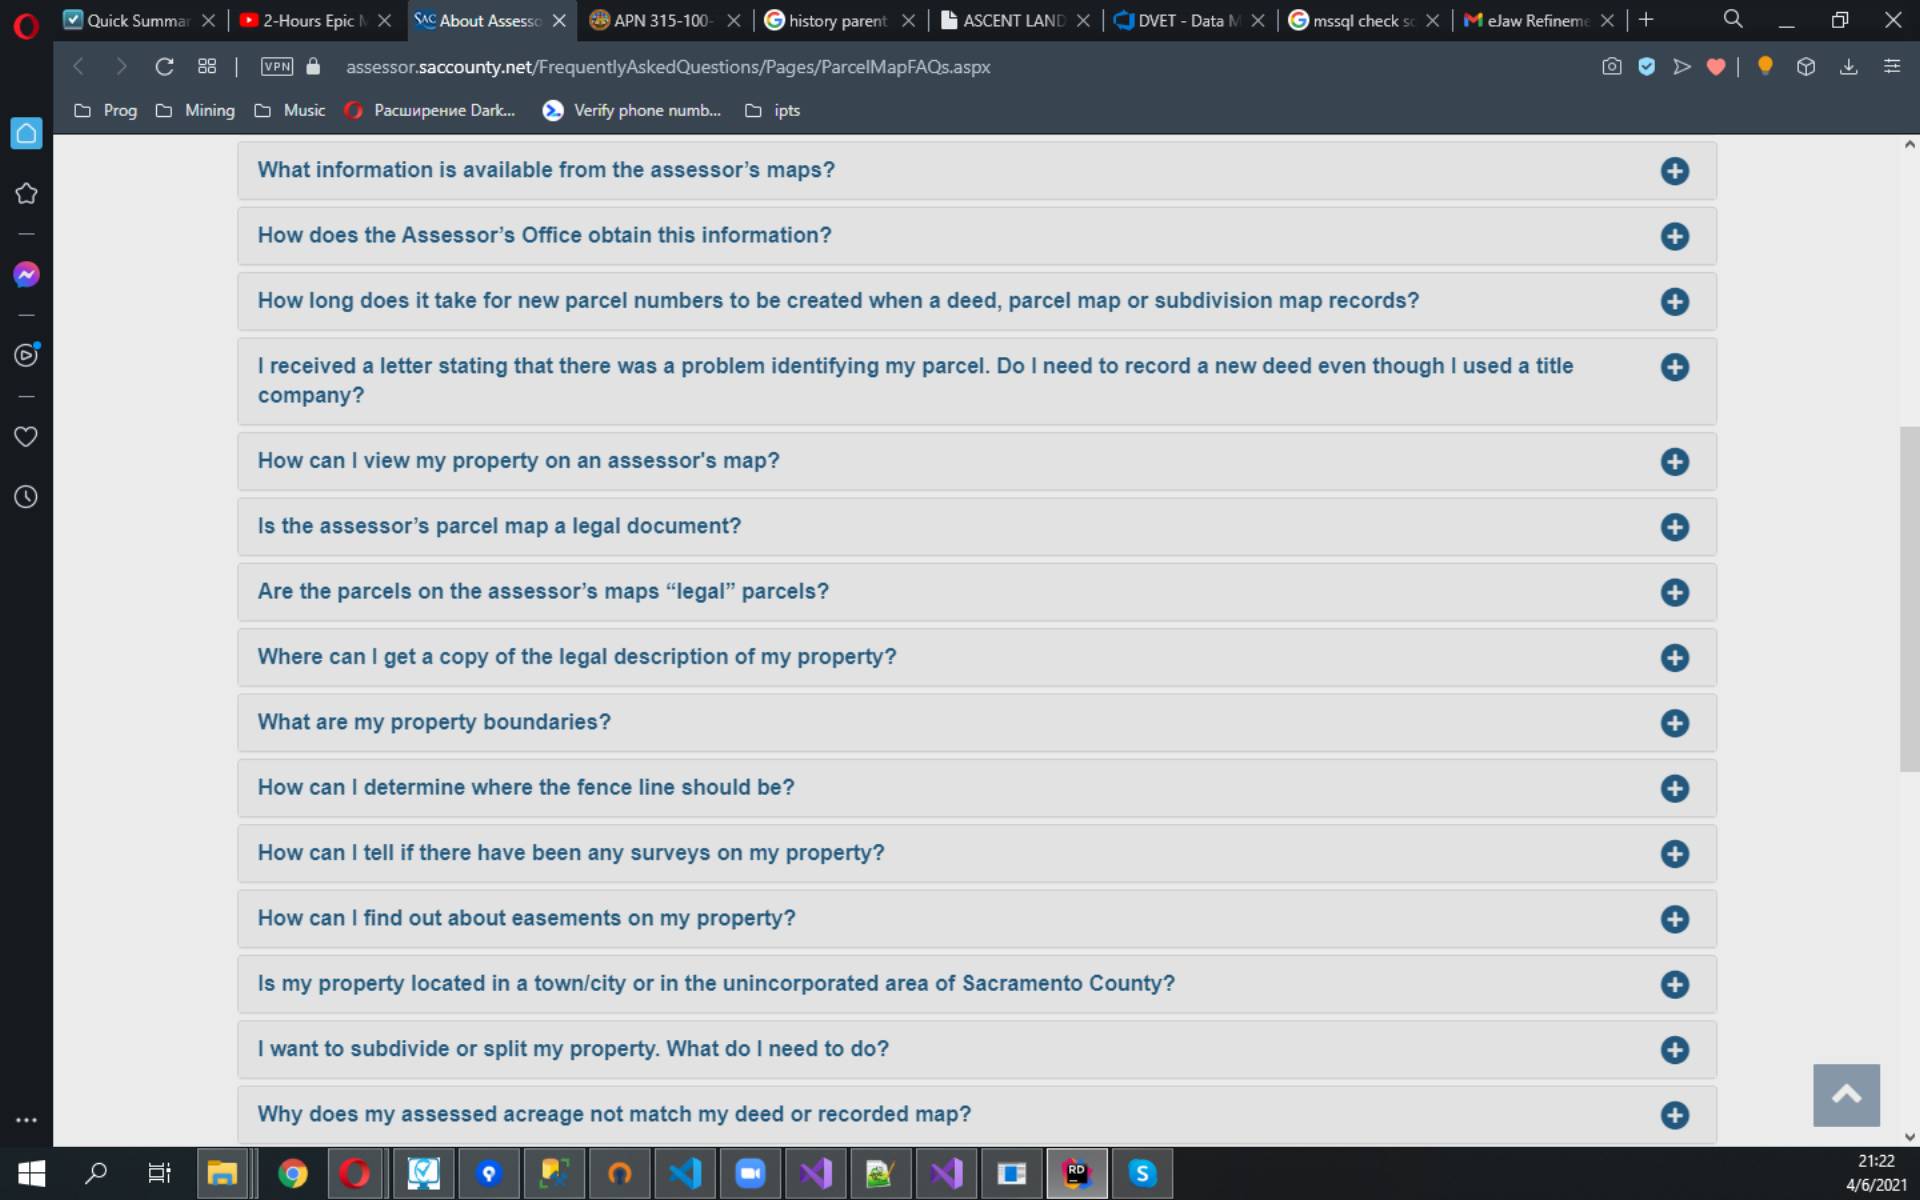 Quick Summar
2-Hours Epic M
SAC About Assesso
APN 315-100-
history parent
ASCENT LAND
DVET - Data M
mssql check sc
eJaw Refineme
VPN
assessor.saccounty.net/FrequentlyAskedQuestions/Pages/ParcelMapFAQs.aspx
Prog
Mining
Music
Расширение Dark...
Verify phone numb...
ipts
What information is available from the assessor’s maps?
How does the Assessor’s Office obtain this information?
How long does it take for new parcel numbers to be created when a deed, parcel map or subdivision map records?
I received a letter stating that there was a problem identifying my parcel. Do I need to record a new deed even though I used a title
company?
How can I view my property on an assessor's map?
Is the assessor’s parcel map a legal document?
Are the parcels on the assessor’s maps “legal” parcels?
Where can I get a copy of the legal description of my property?
What are my property boundaries?
How can I determine where the fence line should be?
How can I tell if there have been any surveys on my property?
How can I find out about easements on my property?
Is my property located in a town/city or in the unincorporated area of Sacramento County?
I want to subdivide or split my property. What do I need to do?
Why does my assessed acreage not match my deed or recorded map?
RD
21:22
4/6/2021